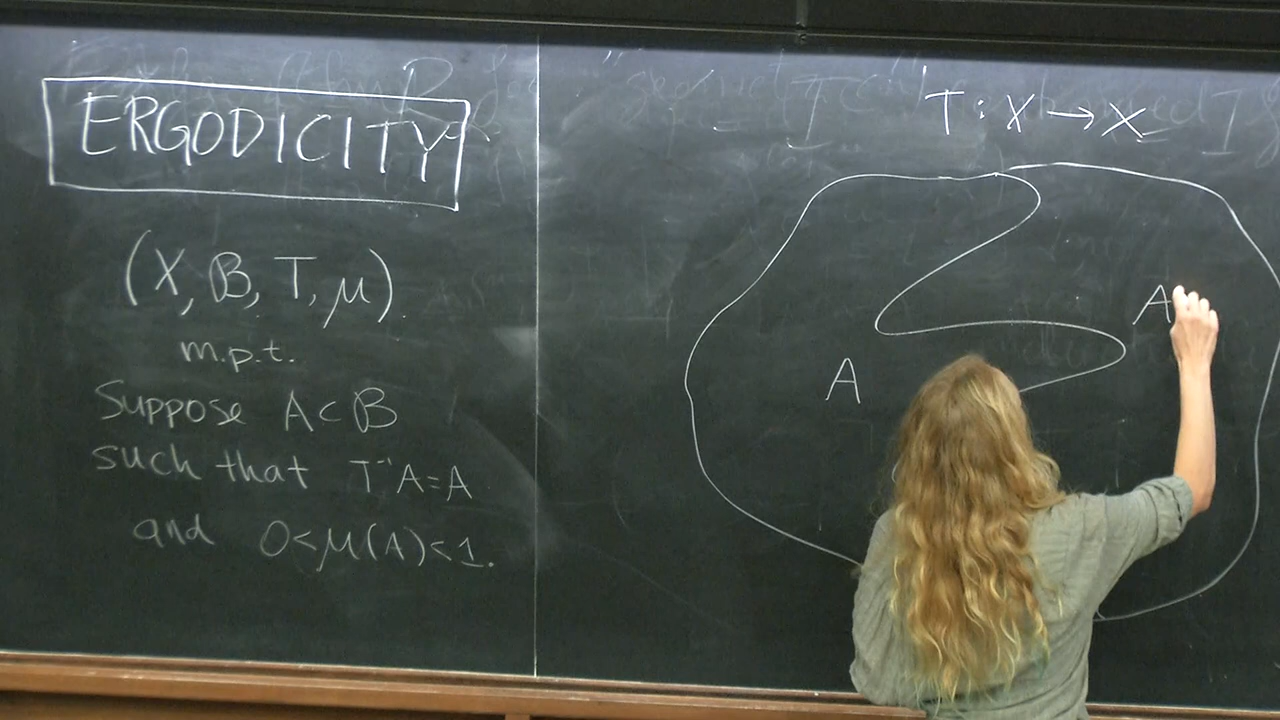 ERGODICITY
(X, B, T, μ)
m.p.t.
Suppose A ⊂ B
such that T⁻¹A = A
and 0 < μ(A) < 1.
T : X → X
A
A